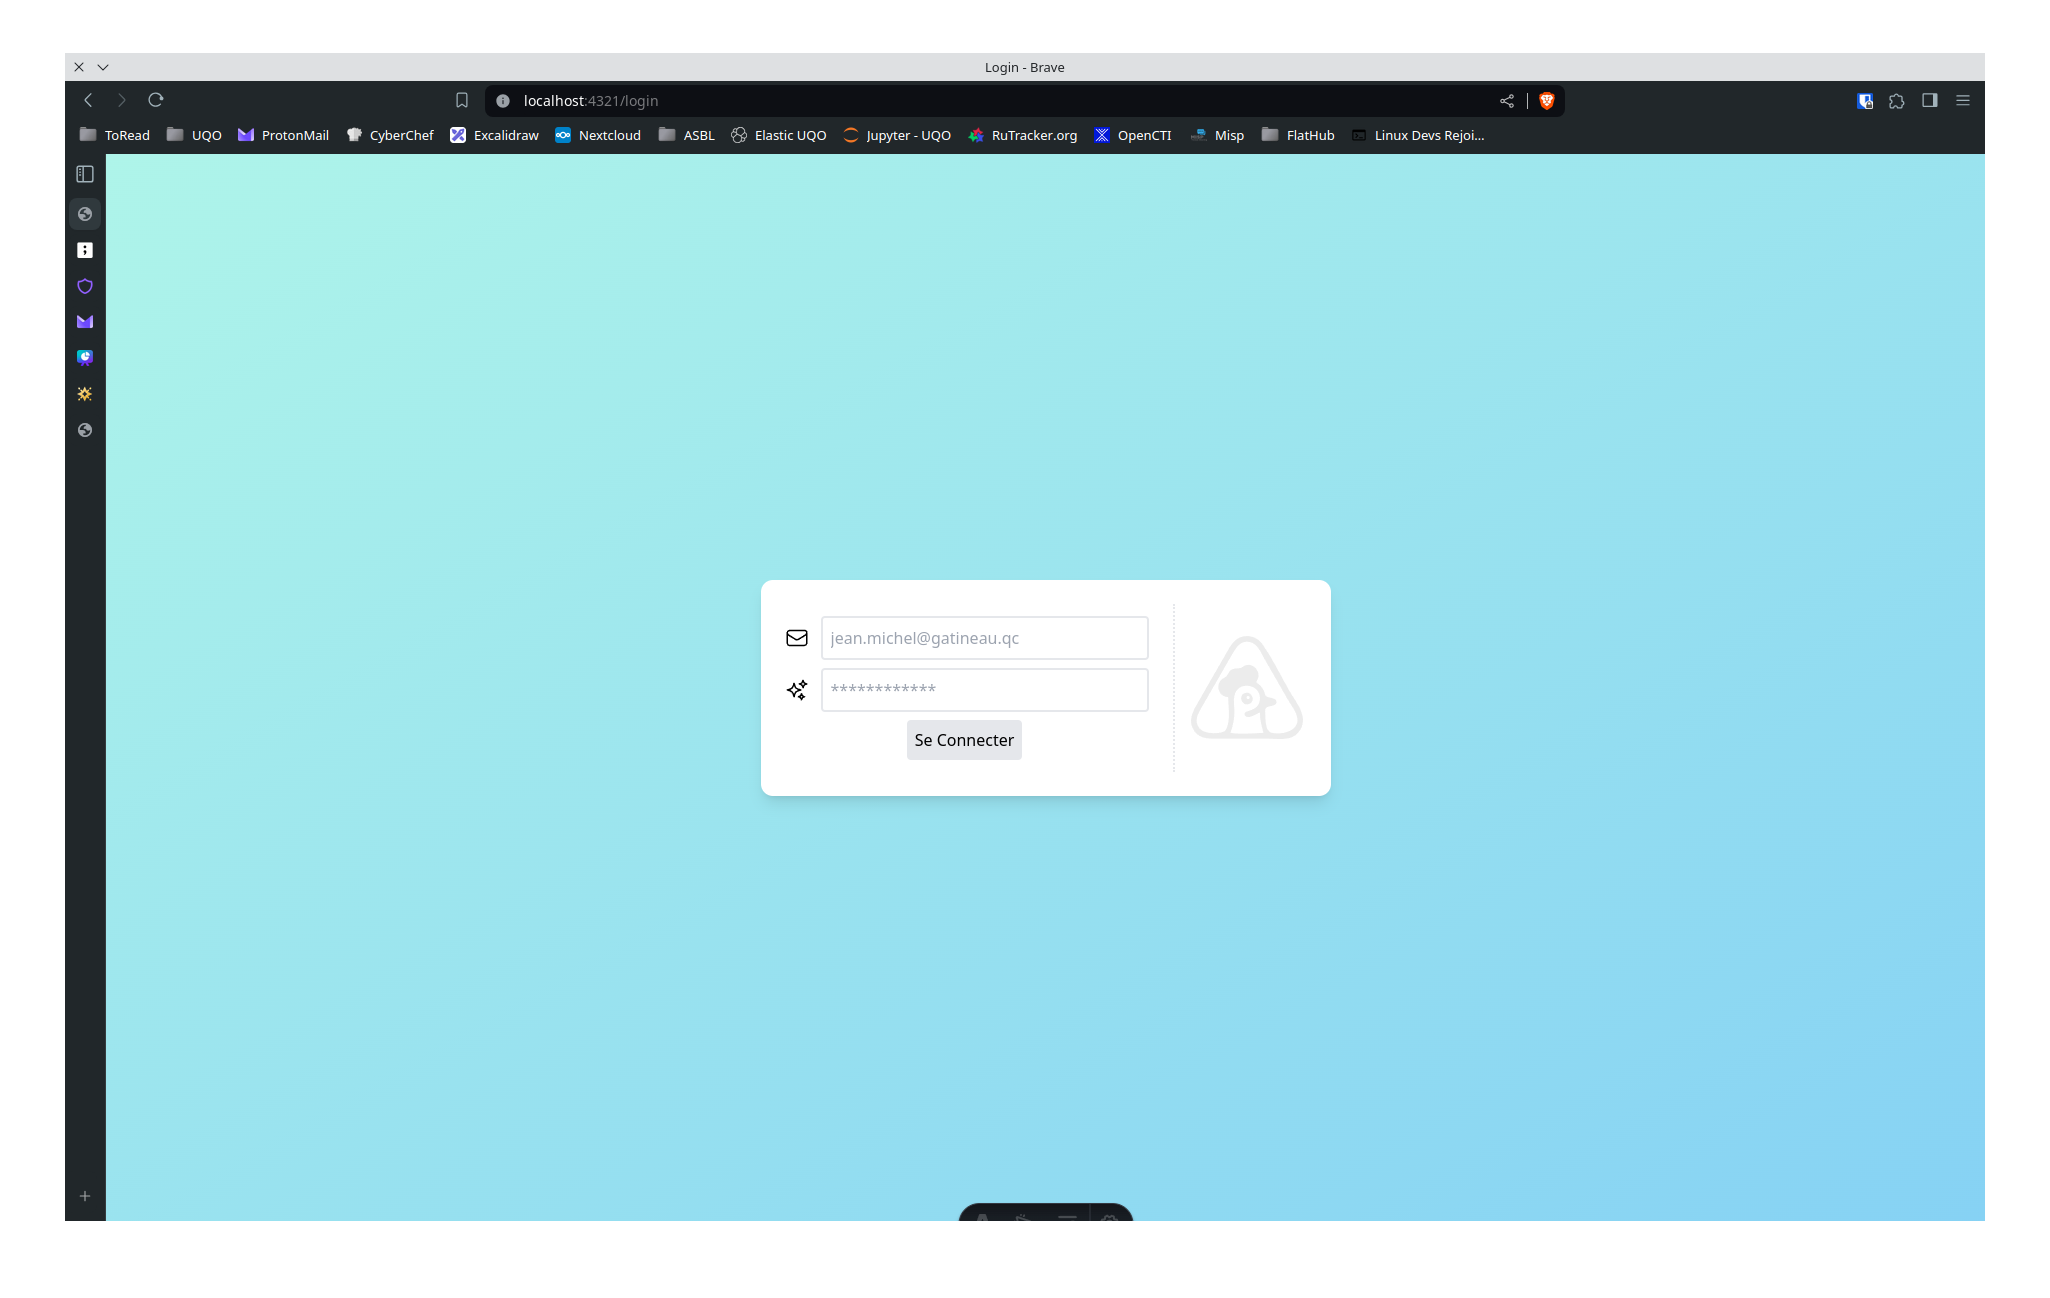 Login - Brave
localhost:4321/login
ToRead UQO ProtonMail CyberChef Excalidraw Nextcloud ASBL Elastic UQO Jupyter - UQO RuTracker.org OpenCTI Misp FlatHub Linux Devs Rejoi...
jean.michel@gatineau.qc
************
Se Connecter